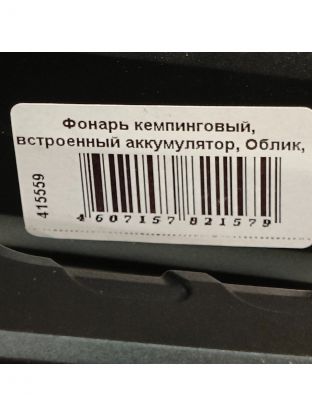 Фонарь кемпинговый,
встроенный аккумулятор, Облик,
415559
4 607157 821579